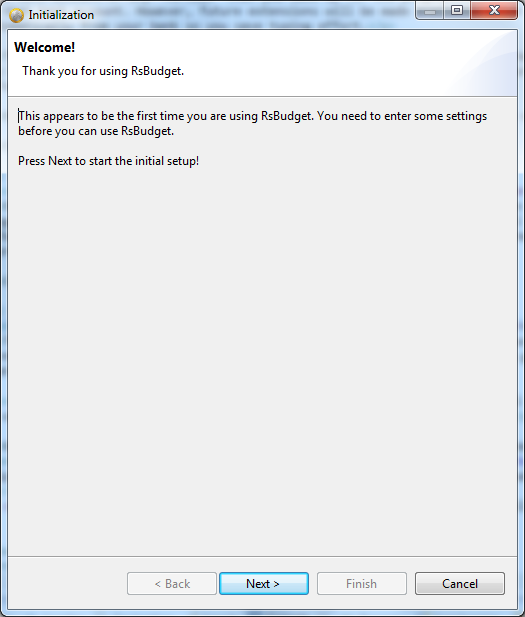 Initialization
Welcome!
Thank you for using RsBudget.
This appears to be the first time you are using RsBudget. You need to enter some settings
before you can use RsBudget.
Press Next to start the initial setup!
< Back
Next >
Finish
Cancel